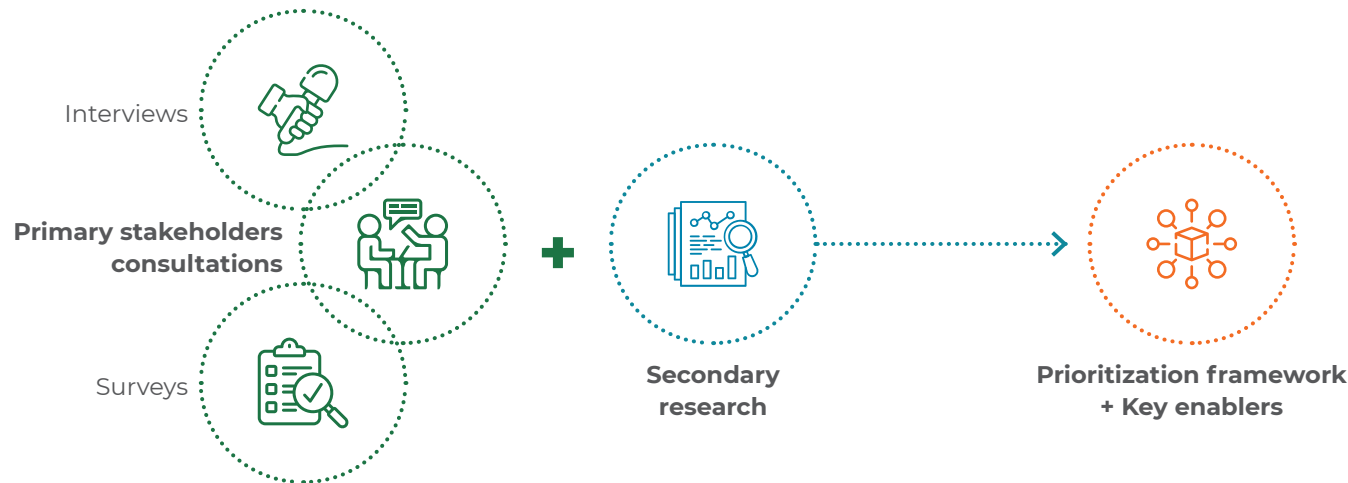 Interviews
Primary stakeholders
consultations
Surveys
Secondary
research
Prioritization framework
+ Key enablers